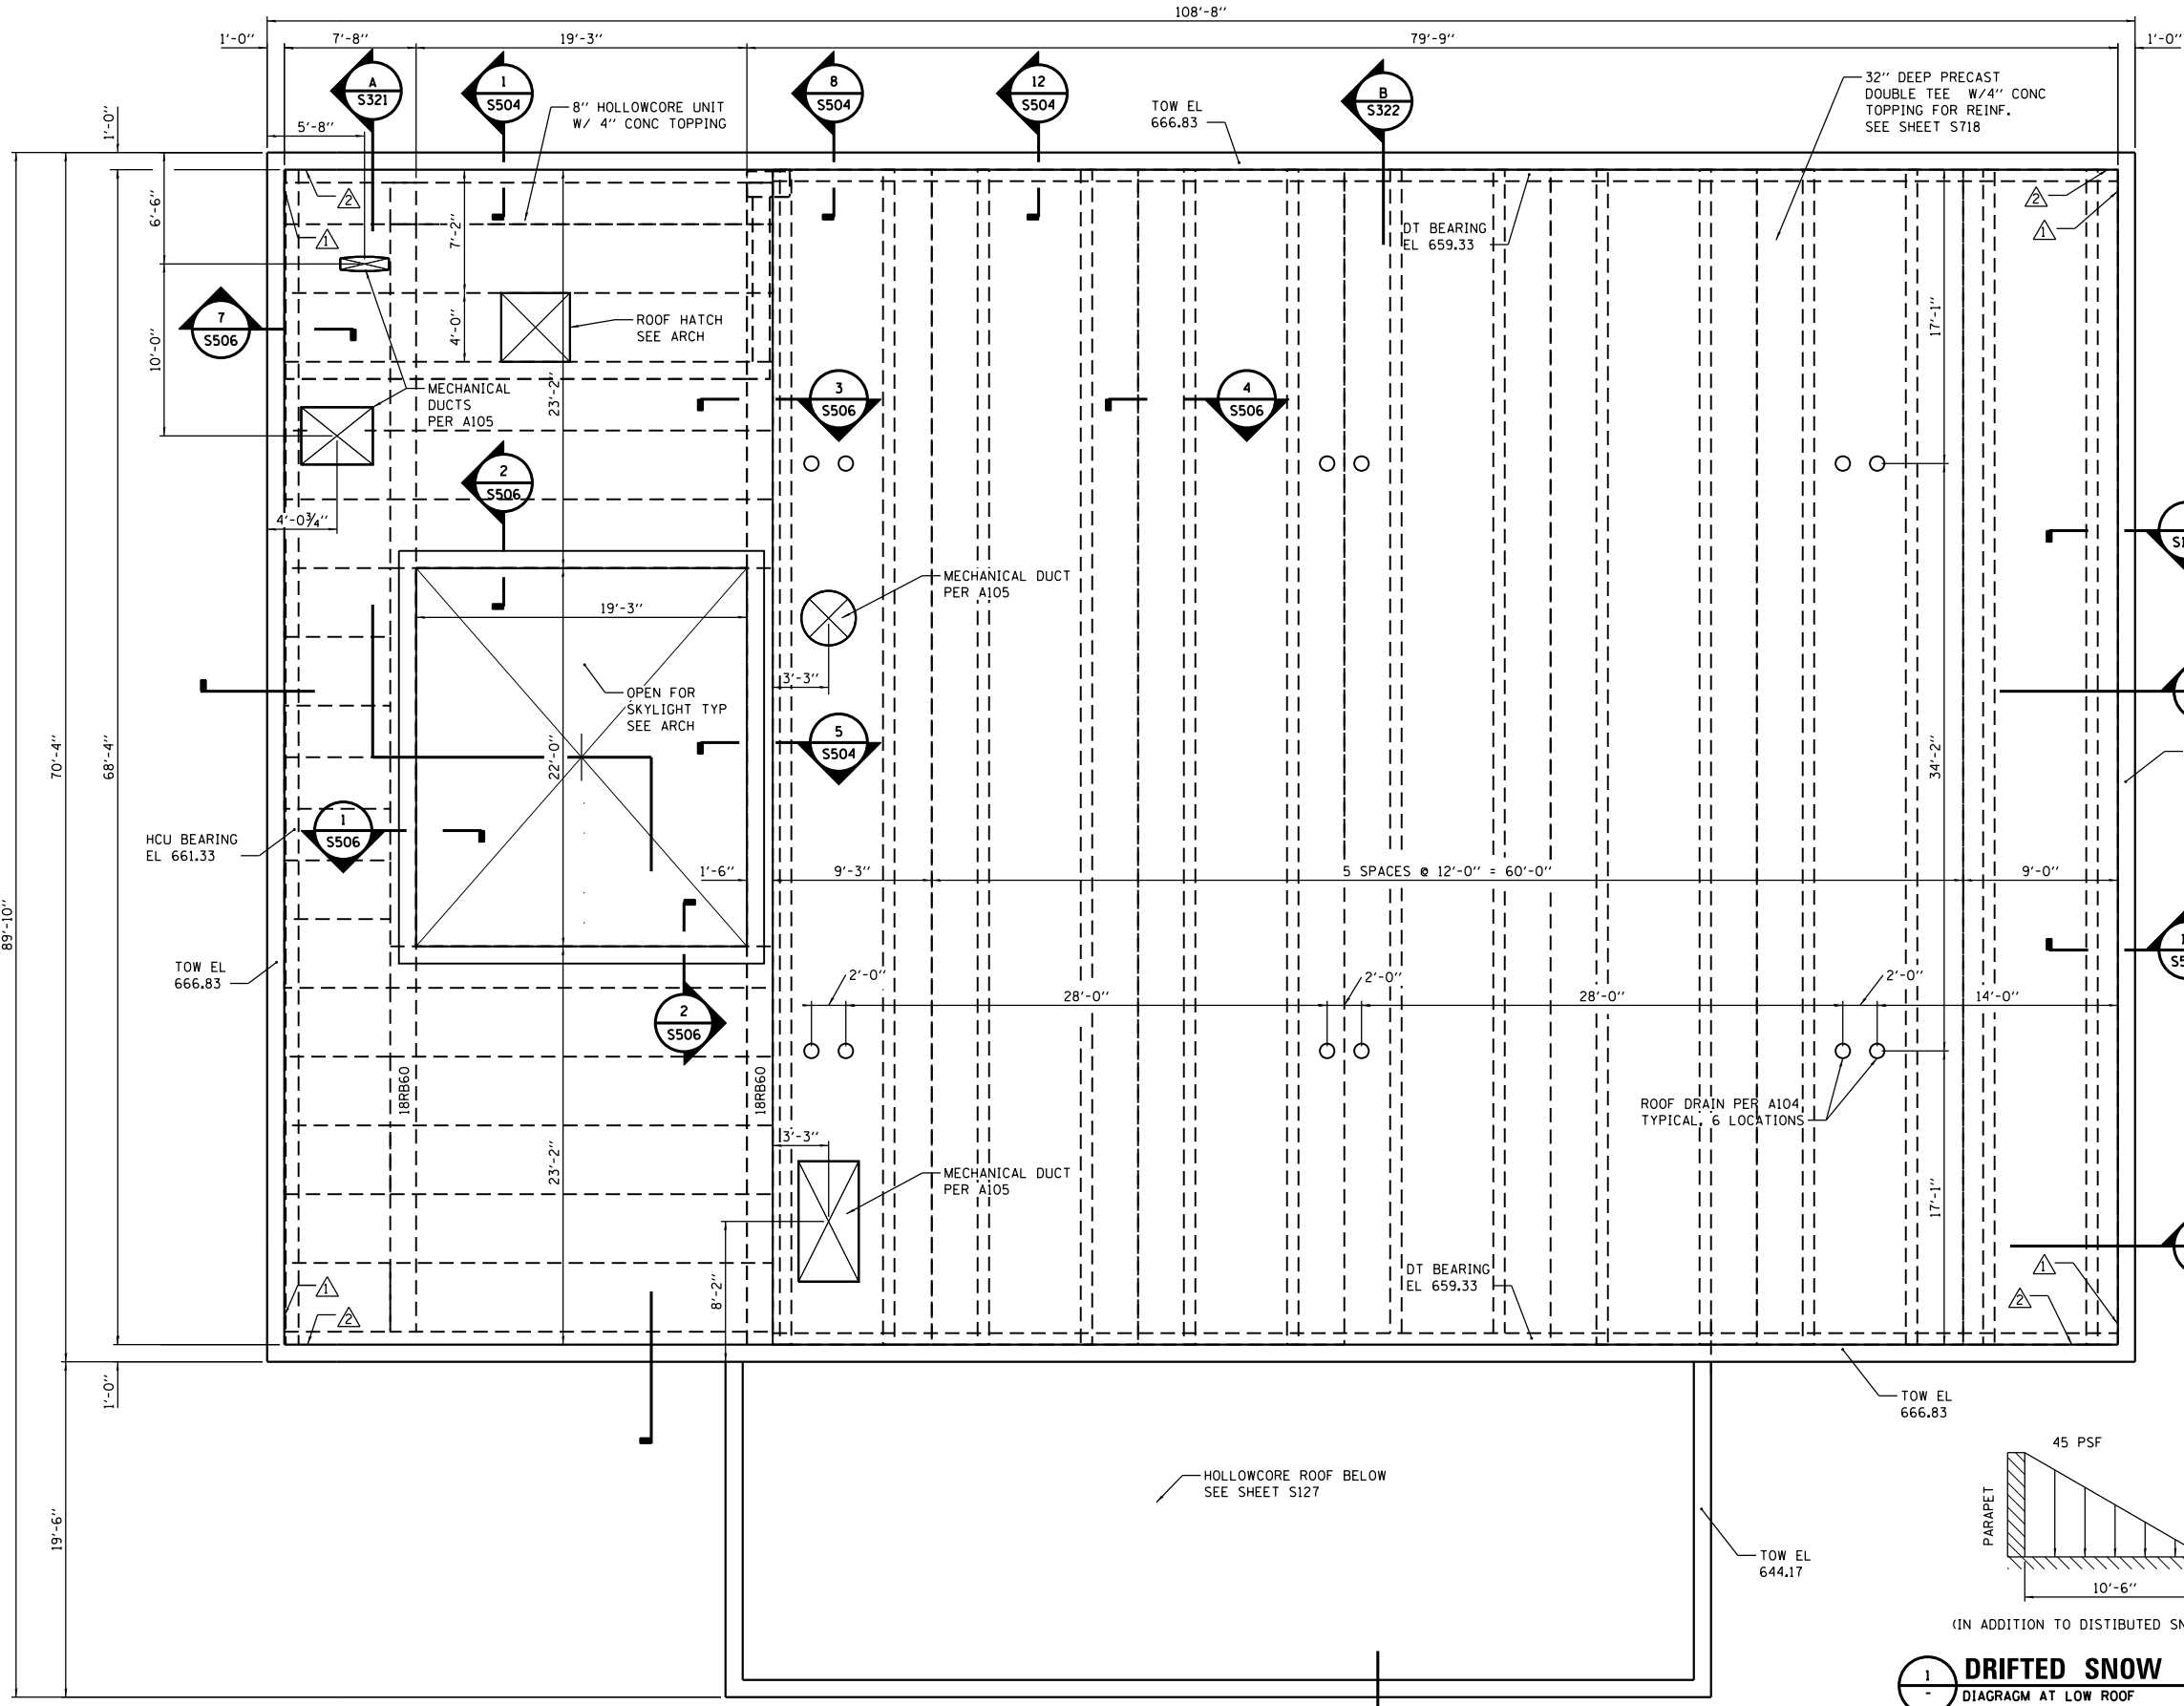 108'-8"
1'-0"
7'-8"
19'-3"
79'-9"
1'-0"
A
S321
1
S504
8
S504
12
S504
B
S322
8" HOLLOWCORE UNIT
W/ 4" CONC TOPPING
TOW EL
666.83
32" DEEP PRECAST
DOUBLE TEE W/4" CONC
TOPPING FOR REINF.
SEE SHEET S718
1'-0"
5'-8"
6'-6"
2
1
7'-2"
DT BEARING
EL 659.33
2
1
7
S506
10'-0"
4'-0"
ROOF HATCH
SEE ARCH
17'-1"
MECHANICAL
DUCTS
PER A105
23'-2"
3
S506
4
S506
2
S506
4'-0¾"
MECHANICAL DUCT
PER A105
19'-3"
3'-3"
OPEN FOR
SKYLIGHT TYP
SEE ARCH
5
S504
70'-4"
68'-4"
22'-0"
34'-2"
HCU BEARING
EL 661.33
1
S506
1'-6"
9'-3"
5 SPACES @ 12'-0" = 60'-0"
9'-0"
89'-10"
TOW EL
666.83
2'-0"
28'-0"
2'-0"
28'-0"
2'-0"
14'-0"
2
S506
18RB60
18RB60
ROOF DRAIN PER A104
TYPICAL, 6 LOCATIONS
3'-3"
23'-2"
MECHANICAL DUCT
PER A105
17'-1"
8'-2"
DT BEARING
EL 659.33
1
2
1
2
1'-0"
TOW EL
666.83
45 PSF
PARAPET
HOLLOWCORE ROOF BELOW
SEE SHEET S127
19'-6"
TOW EL
644.17
10'-6"
(IN ADDITION TO DISTIBUTED
1
-
DRIFTED SNOW
DIAGRAGM AT LOW ROOF